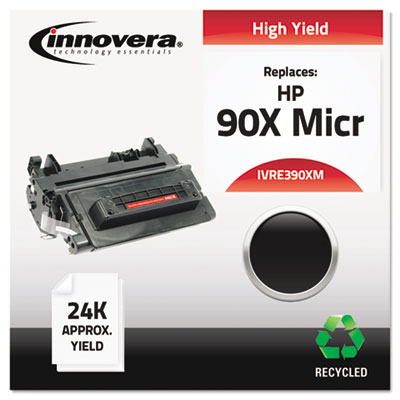 innovera
technology essentials
High Yield
Replaces:
HP
90X Micr
IVRE390XM
24K
APPROX.
YIELD
RECYCLED